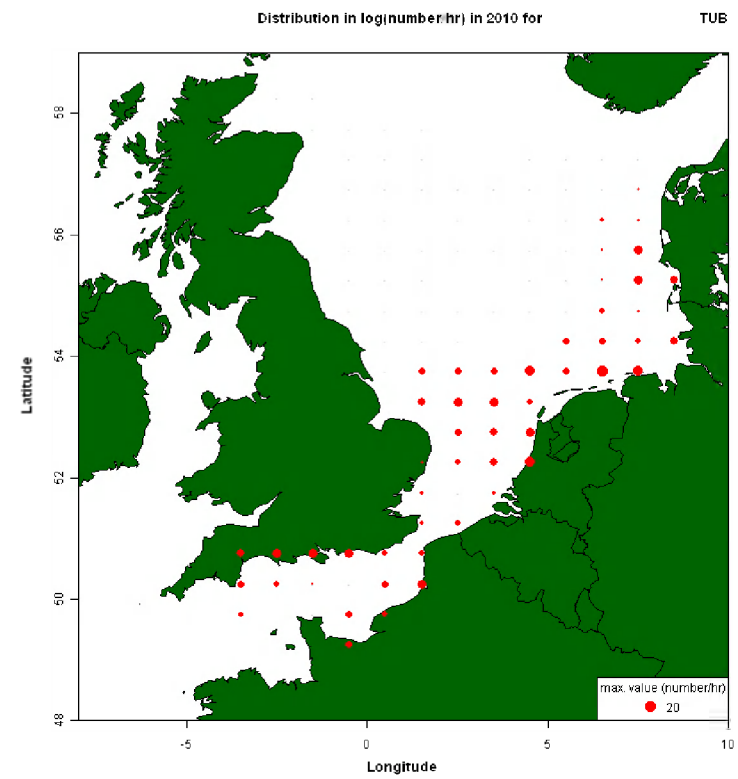 Distribution in log(number/hr) in 2010 for TUB
58
56
54
52
50
48
Latitude
-5 0 5 10
Longitude
max. value (number/hr)
20